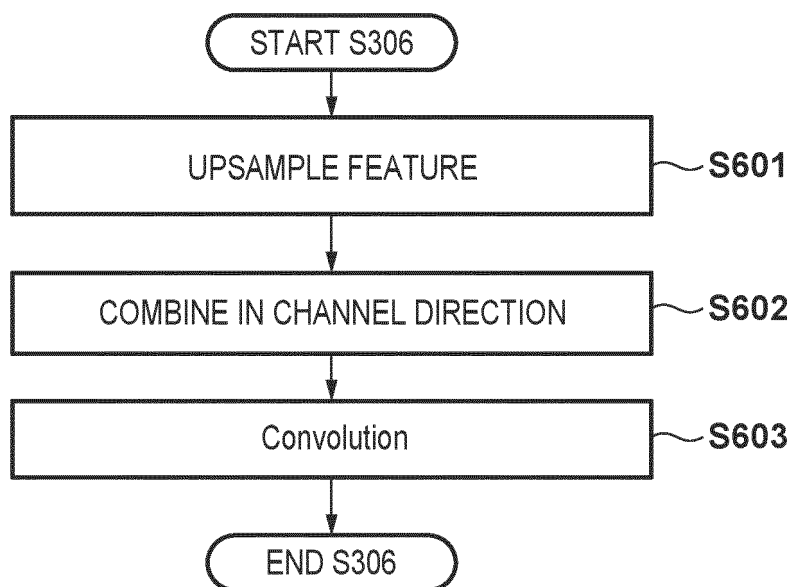 START S306
UPSAMPLE FEATURE
S601
COMBINE IN CHANNEL DIRECTION
S602
Convolution
S603
END S306